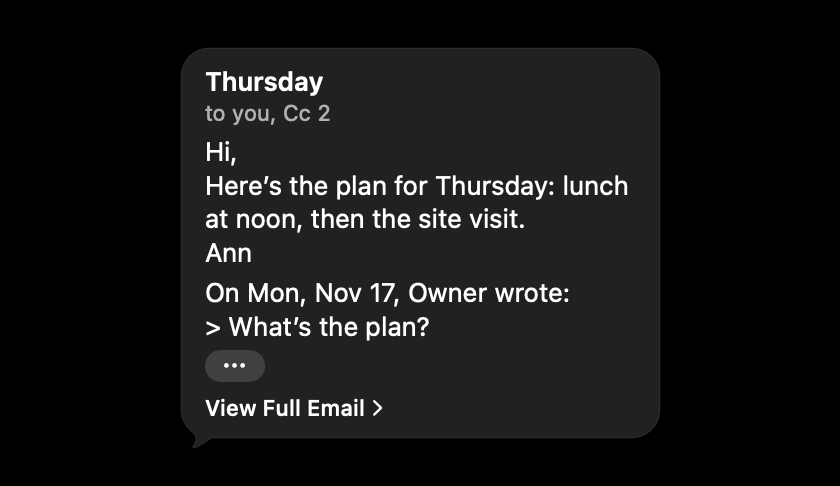 Thursday
to you, Cc 2
Hi,
Here’s the plan for Thursday: lunch
at noon, then the site visit.
Ann
On Mon, Nov 17, Owner wrote:
> What’s the plan?
•••
View Full Email >